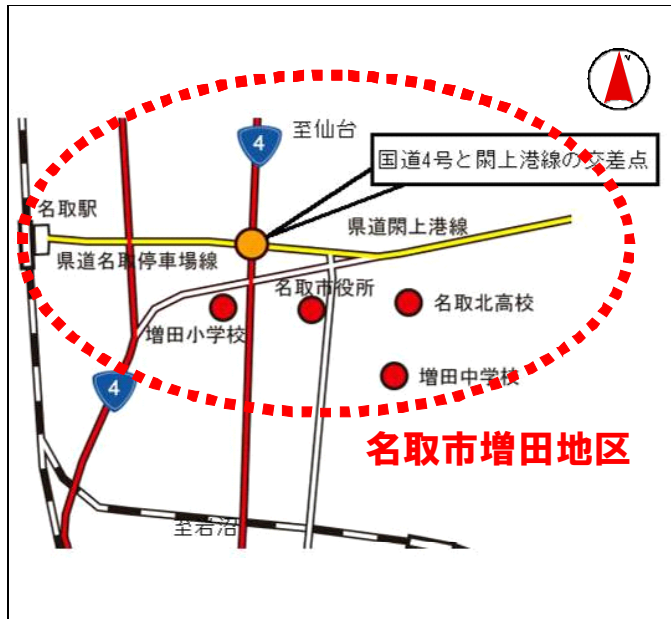 N
至仙台
4
国道4号と閖上港線の交差点
名取駅
県道閖上港線
県道名取停車場線
名取市役所
名取北高校
増田小学校
増田中学校
4
名取市増田地区
至岩沼